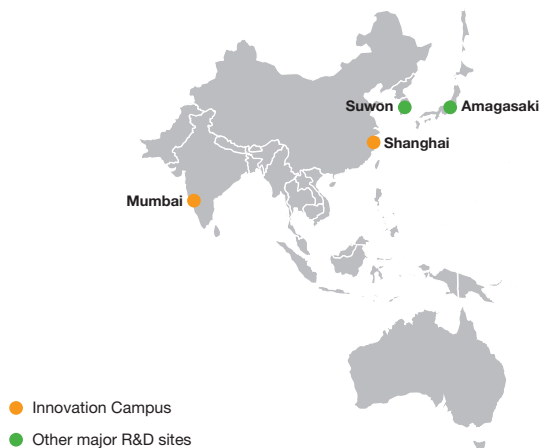 Suwon
Amagasaki
Shanghai
Mumbai
Innovation Campus
Other major R&D sites